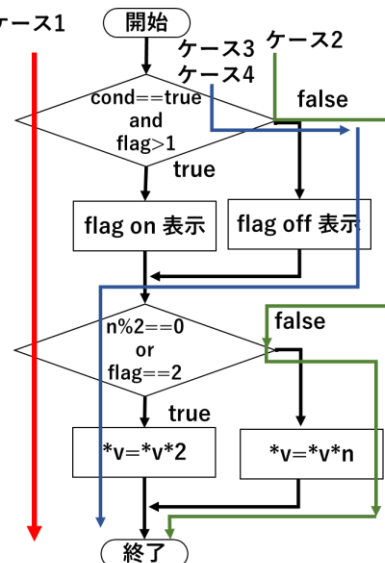 ケース1
開始
ケース3
ケース4
ケース2
cond==true
and
flag>1
false
true
flag on 表示
flag off 表示
n%2==0
or
flag==2
false
true
*v=*v*2
*v=*v*n
終了